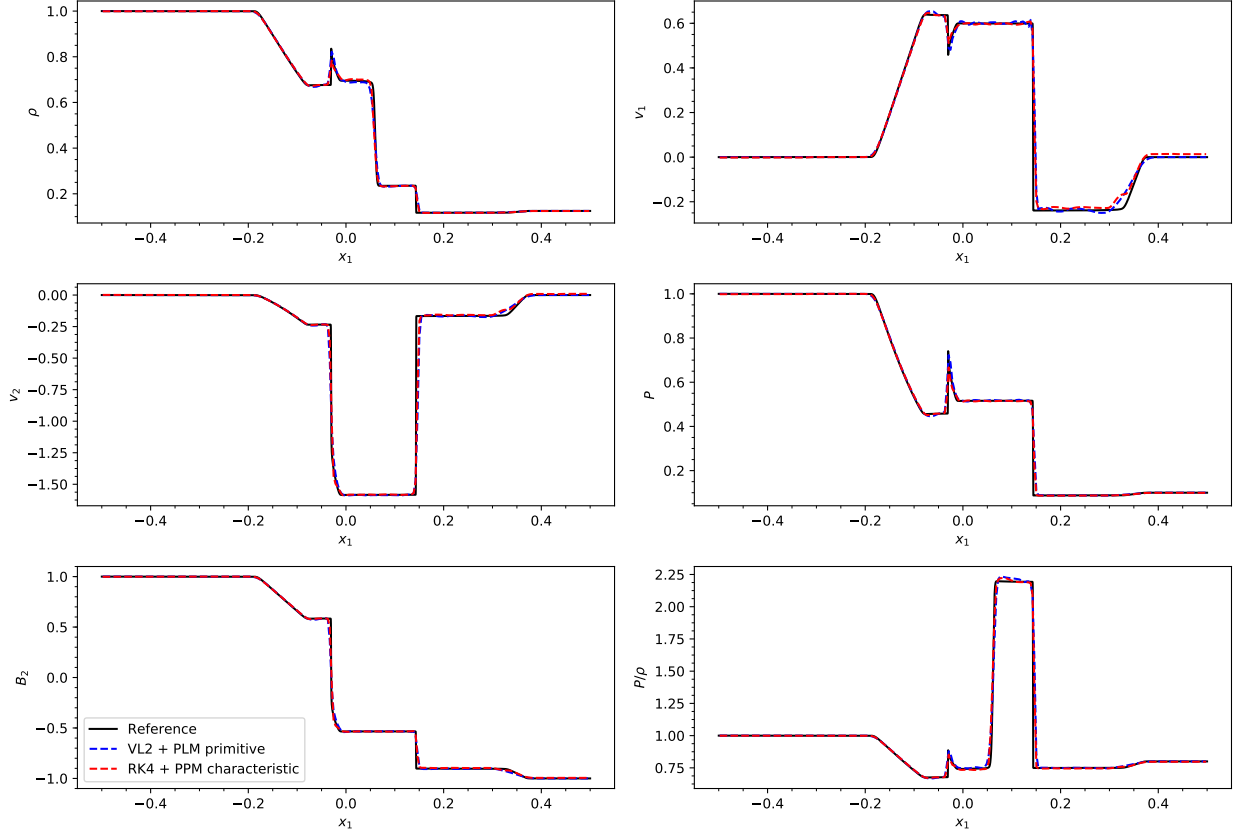 1.0
0.8
0.6
0.4
0.2
ρ
−0.4 −0.2 0.0 0.2 0.4
x₁
0.6
0.4
0.2
0.0
−0.2
v₁
−0.4 −0.2 0.0 0.2 0.4
x₁
0.00
−0.25
−0.50
−0.75
−1.00
−1.25
−1.50
v₂
−0.4 −0.2 0.0 0.2 0.4
x₁
1.0
0.8
0.6
0.4
0.2
P
−0.4 −0.2 0.0 0.2 0.4
x₁
1.0
0.5
0.0
−0.5
−1.0
B₂
Reference
VL2 + PLM primitive
RK4 + PPM characteristic
−0.4 −0.2 0.0 0.2 0.4
x₁
2.25
2.00
1.75
1.50
1.25
1.00
0.75
P/ρ
−0.4 −0.2 0.0 0.2 0.4
x₁